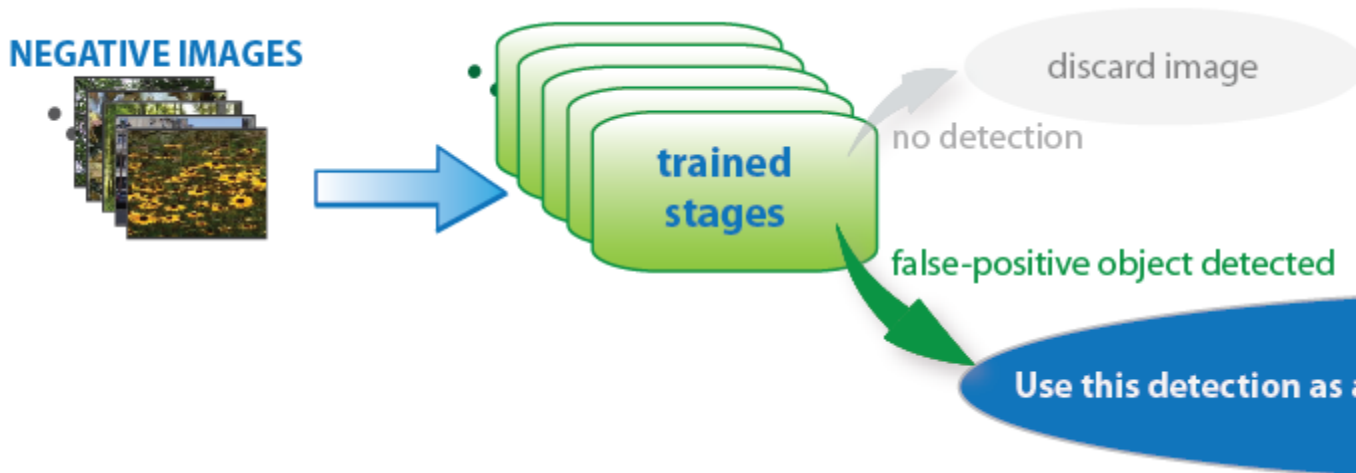 NEGATIVE IMAGES
trained
stages
discard image
no detection
false-positive object detected
Use this detection as a